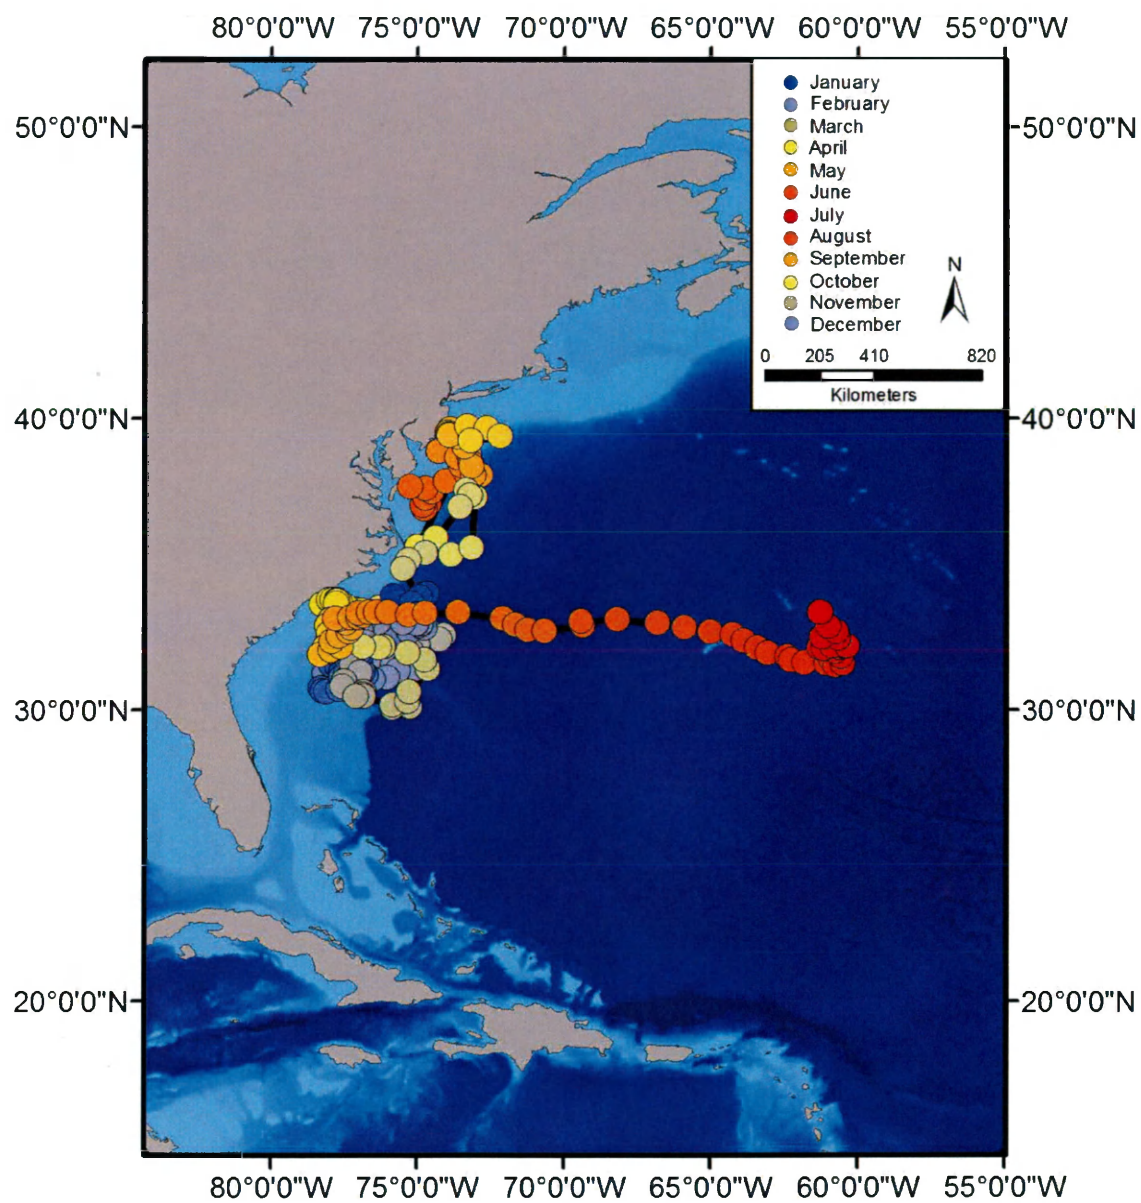 80°0'0"W 75°0'0"W 70°0'0"W 65°0'0"W 60°0'0"W 55°0'0"W
January
February
50°0'0"N 50°0'0"N
March
April
May
June
July
August
September
N
October
November
December
0 205 410 820
Kilometers
40°0'0"N 40°0'0"N
30°0'0"N 30°0'0"N
20°0'0"N 20°0'0"N
80°0'0"W 75°0'0"W 70°0'0"W 65°0'0"W 60°0'0"W 55°0'0"W